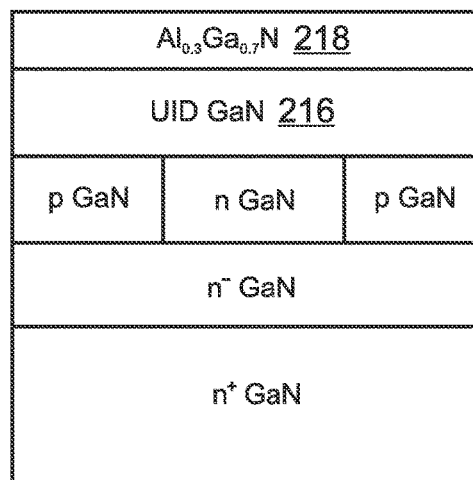 Al0.3Ga0.7N 218
UID GaN 216
p GaN n GaN p GaN
n- GaN
n+ GaN